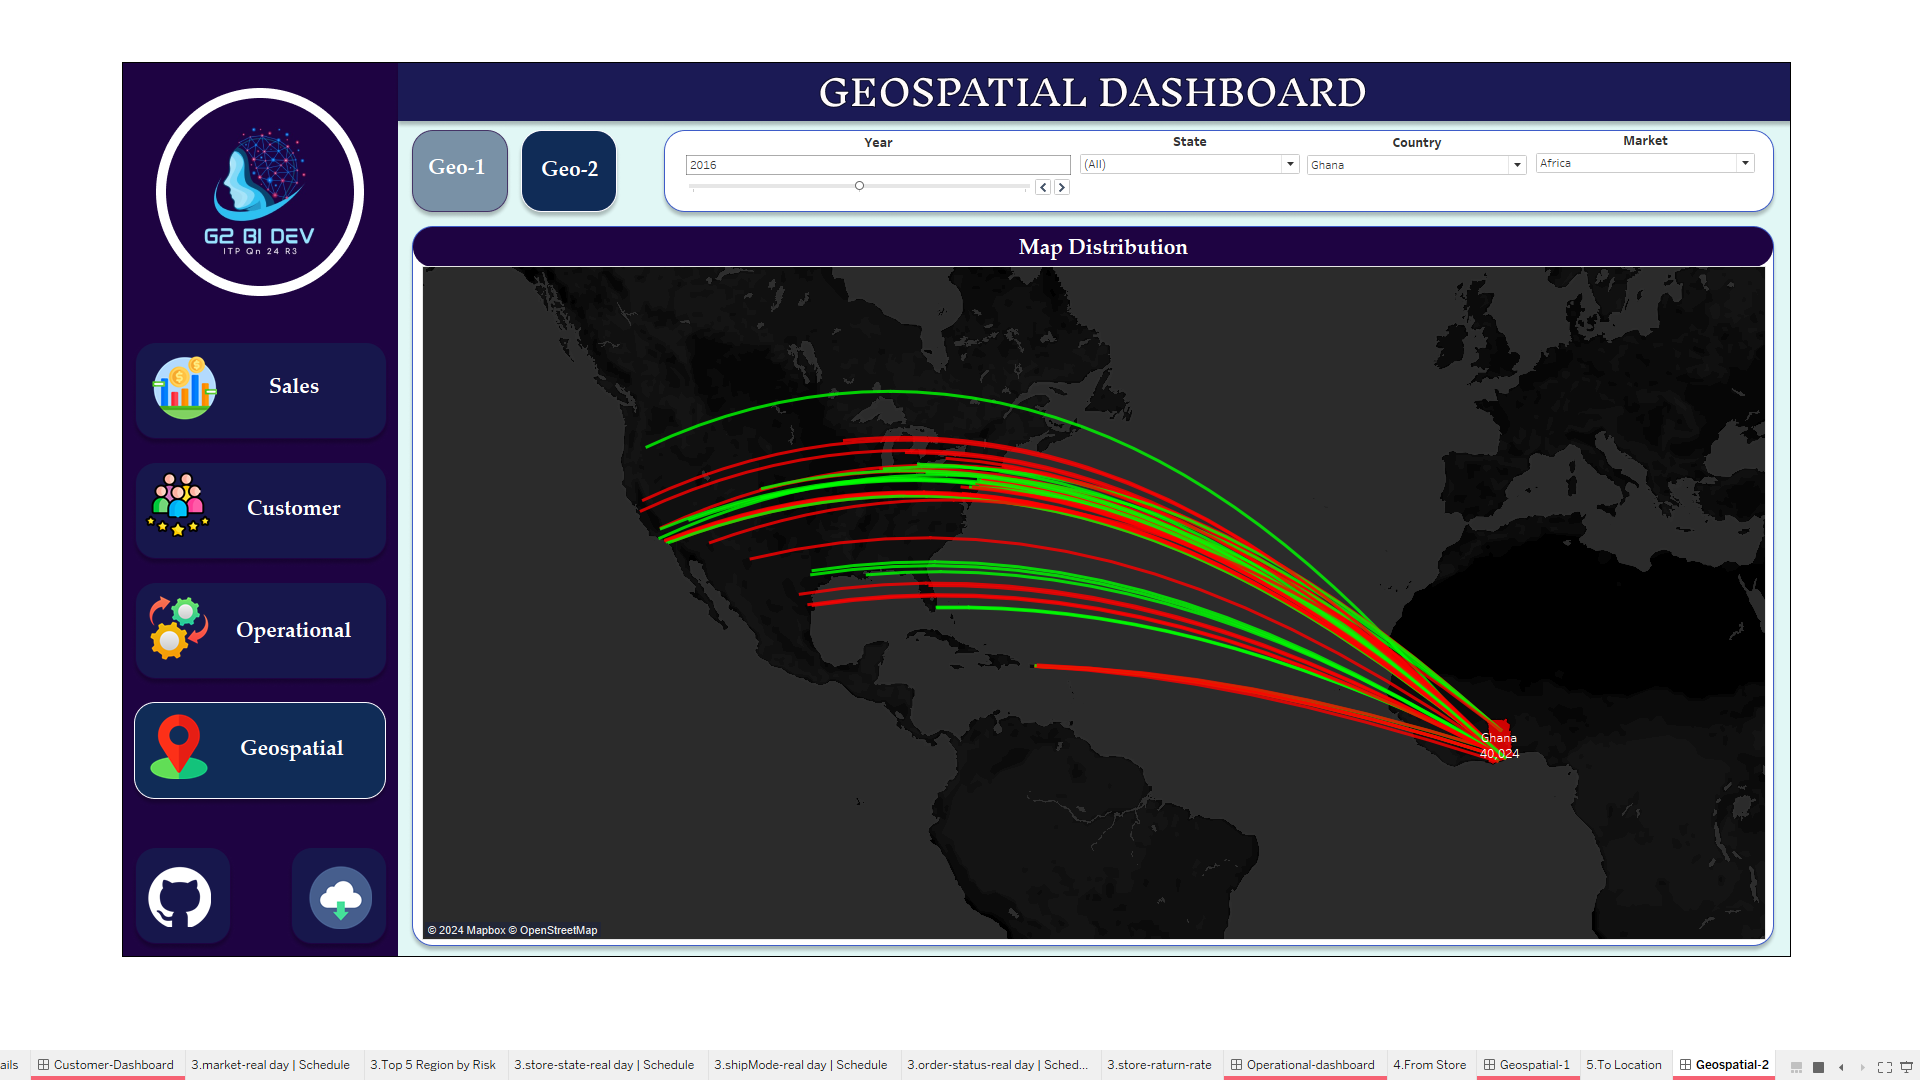 GEOSPATIAL DASHBOARD
G2 BI DEV
ITP Qn 24 R3
Geo-1
Geo-2
Year
State
Country
Market
2016
(All)
Ghana
Africa
Map Distribution
Sales
Customer
Operational
Geospatial
Ghana
40,024
© 2024 Mapbox © OpenStreetMap
ails
Customer-Dashboard
3.market-real day | Schedule
3.Top 5 Region by Risk
3.store-state-real day | Schedule
3.shipMode-real day | Schedule
3.order-status-real day | Sched...
3.store-raturn-rate
Operational-dashboard
4.From Store
Geospatial-1
5.To Location
Geospatial-2